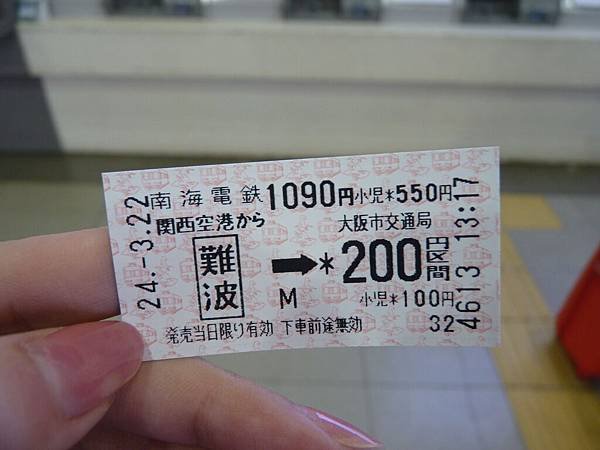 南海電鉄 1090円 小児*550円
関西空港から 大阪市交通局
難波 ➡ *200円区間
M 小児*100円
発売当日限り有効 下車前途無効 32
24.-3.22
4613 13:17